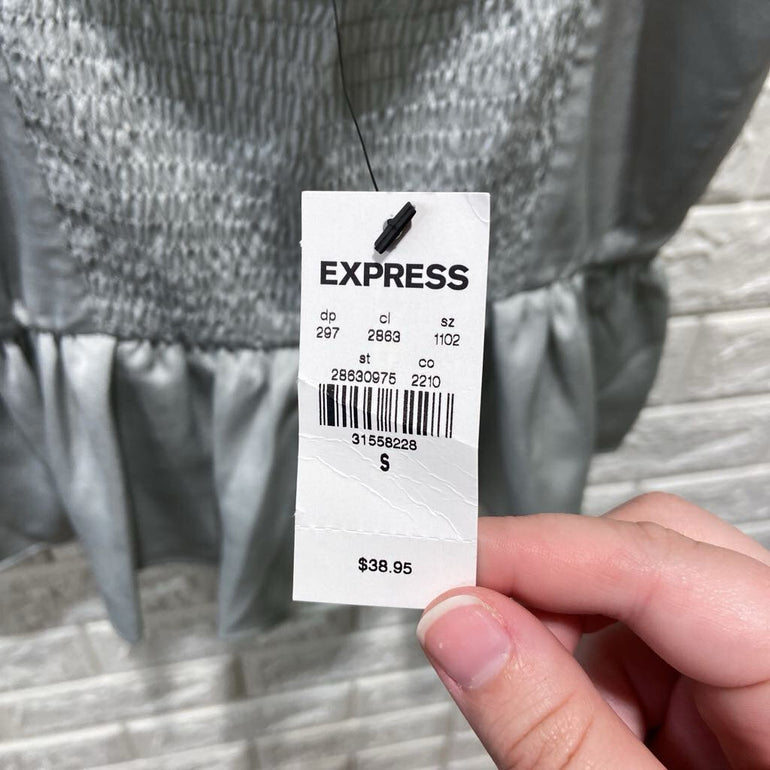 EXPRESS
dp cl sz
297 2863 1102
st co
28630975 2210
31558228
S
$38.95